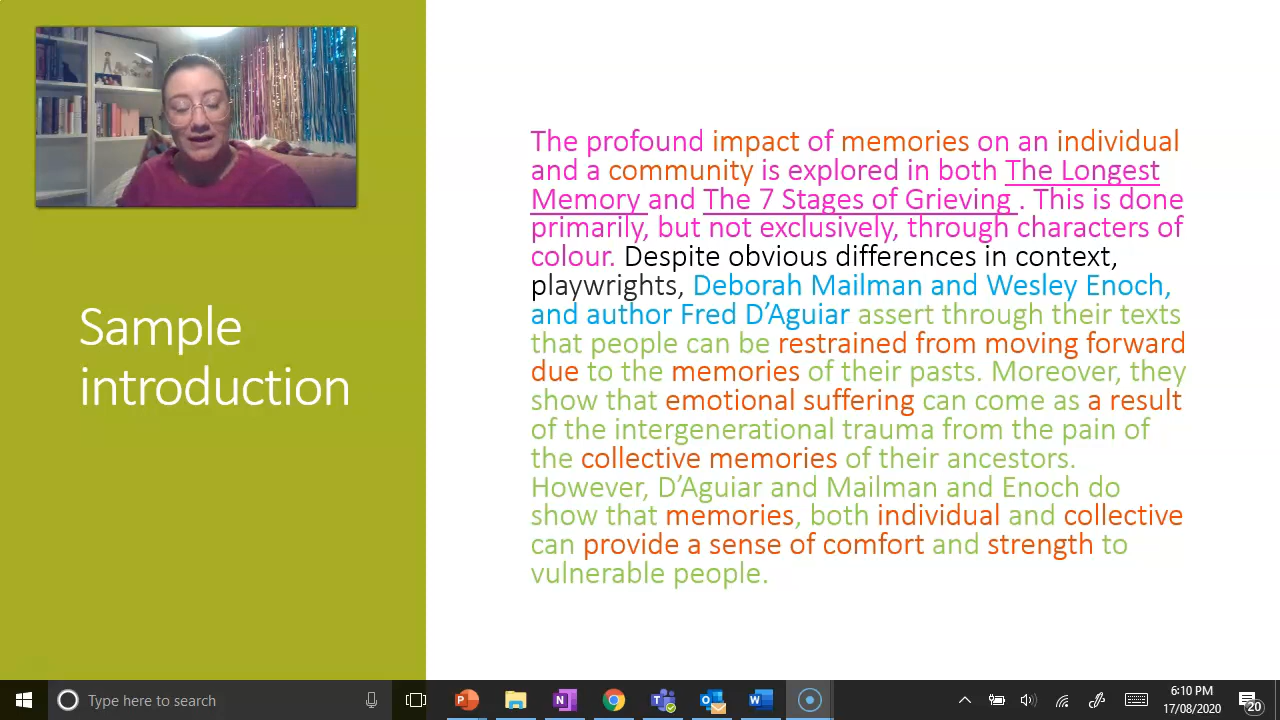 Sample
introduction
The profound impact of memories on an individual
and a community is explored in both The Longest
Memory and The 7 Stages of Grieving . This is done
primarily, but not exclusively, through characters of
colour. Despite obvious differences in context,
playwrights, Deborah Mailman and Wesley Enoch,
and author Fred D’Aguiar assert through their texts
that people can be restrained from moving forward
due to the memories of their pasts. Moreover, they
show that emotional suffering can come as a result
of the intergenerational trauma from the pain of
the collective memories of their ancestors.
However, D’Aguiar and Mailman and Enoch do
show that memories, both individual and collective
can provide a sense of comfort and strength to
vulnerable people.
Type here to search
6:10 PM
17/08/2020
20